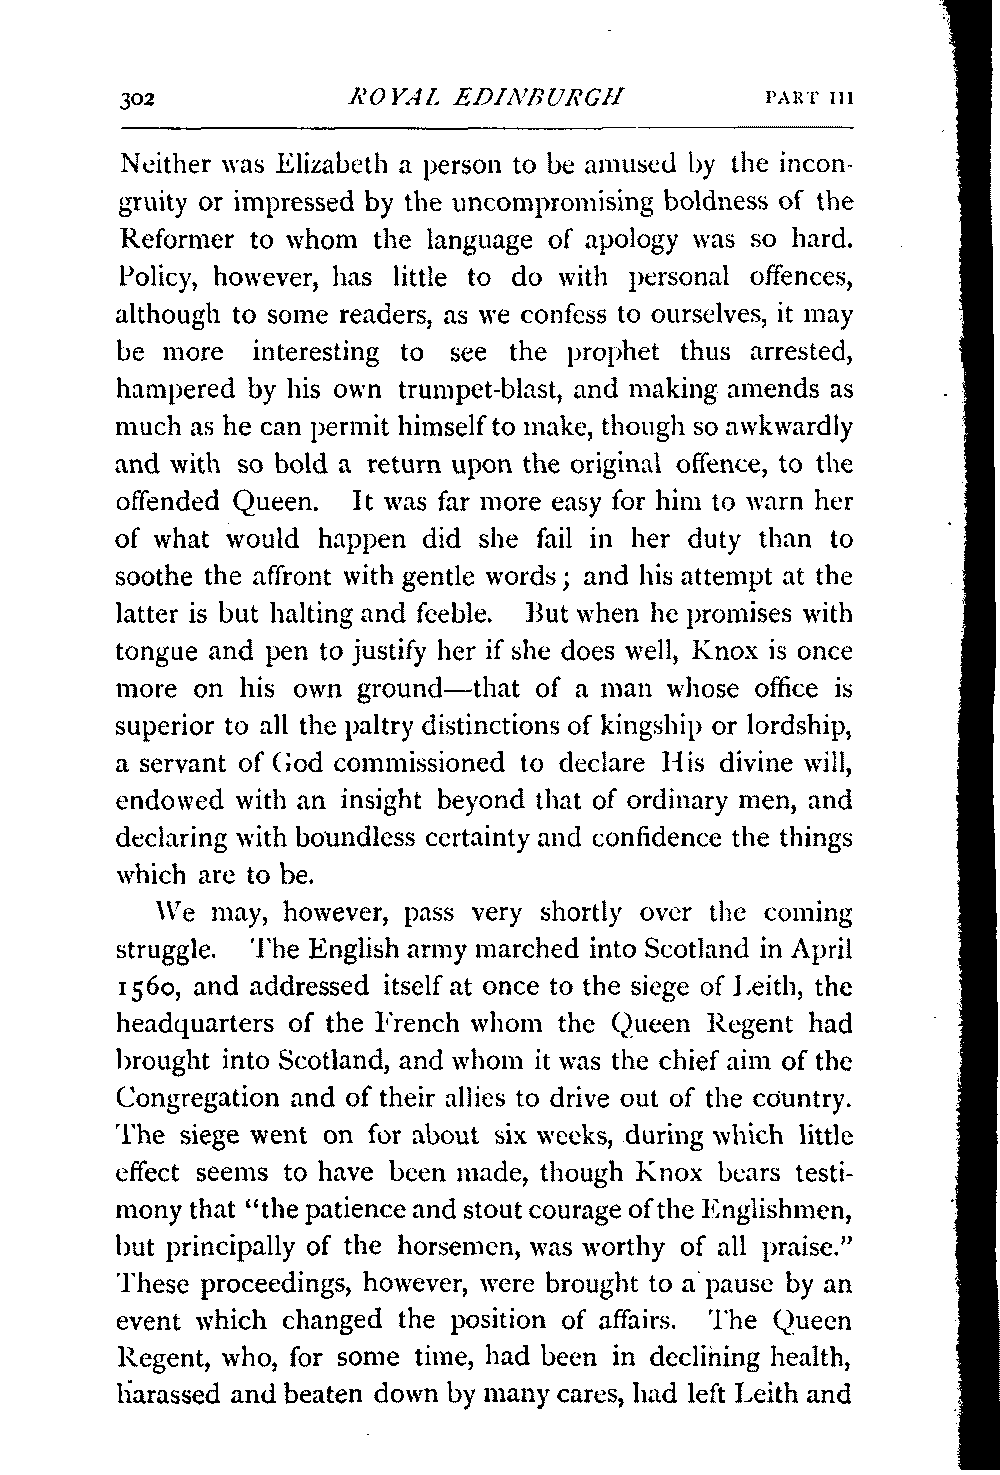 302 ROYAL EDINBURGH PART III
Neither was Elizabeth a person to be amused by the incon-
gruity or impressed by the uncompromising boldness of the
Reformer to whom the language of apology was so hard.
Policy, however, has little to do with personal offences,
although to some readers, as we confess to ourselves, it may
be more interesting to see the prophet thus arrested,
hampered by his own trumpet-blast, and making amends as
much as he can permit himself to make, though so awkwardly
and with so bold a return upon the original offence, to the
offended Queen. It was far more easy for him to warn her
of what would happen did she fail in her duty than to
soothe the affront with gentle words; and his attempt at the
latter is but halting and feeble. But when he promises with
tongue and pen to justify her if she does well, Knox is once
more on his own ground—that of a man whose office is
superior to all the paltry distinctions of kingship or lordship,
a servant of God commissioned to declare His divine will,
endowed with an insight beyond that of ordinary men, and
declaring with boundless certainty and confidence the things
which are to be.
We may, however, pass very shortly over the coming
struggle. The English army marched into Scotland in April
1560, and addressed itself at once to the siege of Leith, the
headquarters of the French whom the Queen Regent had
brought into Scotland, and whom it was the chief aim of the
Congregation and of their allies to drive out of the country.
The siege went on for about six weeks, during which little
effect seems to have been made, though Knox bears testi-
mony that "the patience and stout courage of the Englishmen,
but principally of the horsemen, was worthy of all praise."
These proceedings, however, were brought to a pause by an
event which changed the position of affairs. The Queen
Regent, who, for some time, had been in declining health,
harassed and beaten down by many cares, had left Leith and